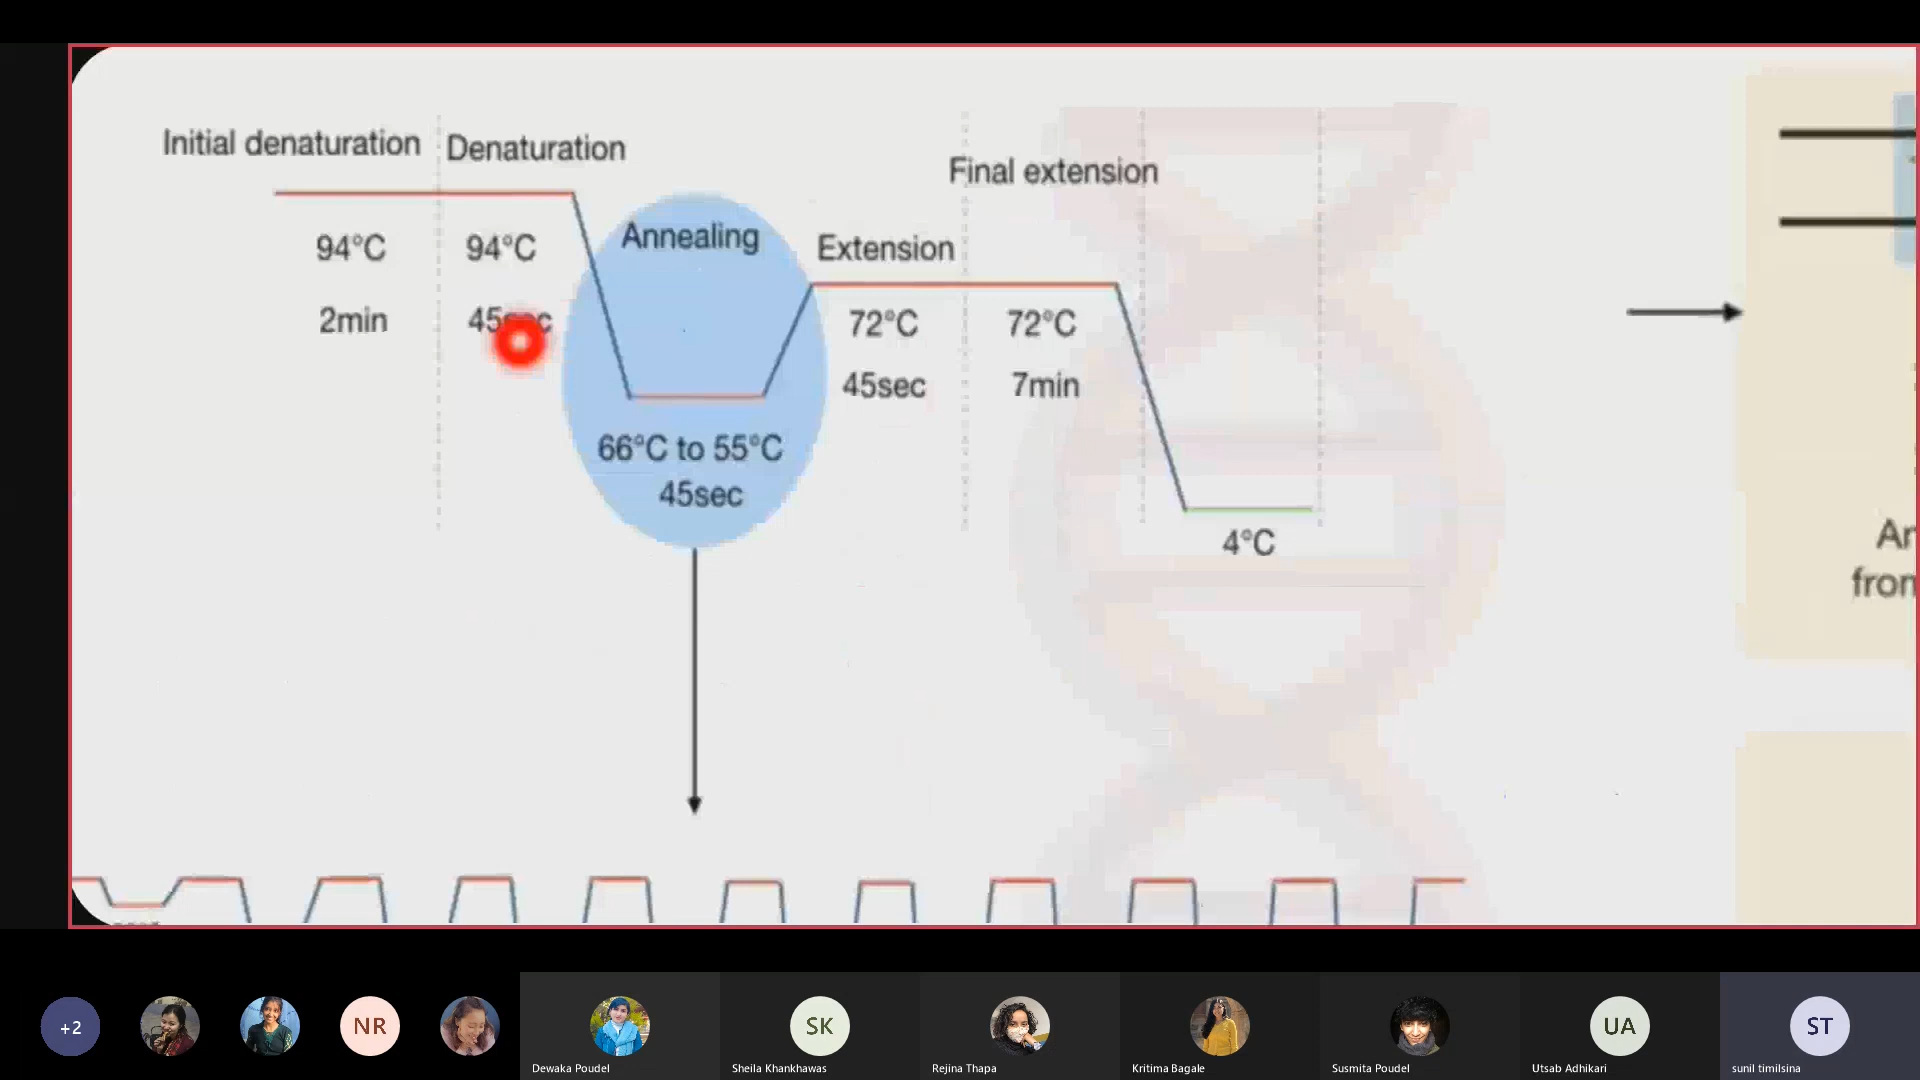 Initial denaturation
Denaturation
Final extension
Annealing
Extension
94°C
94°C
2min
45sec
72°C
72°C
45sec
7min
66°C to 55°C
45sec
4°C
+2
NR
SK
UA
ST
Dewaka Poudel
Sheila Khankhawas
Rejina Thapa
Kritima Bagale
Susmita Poudel
Utsab Adhikari
sunil timilsina